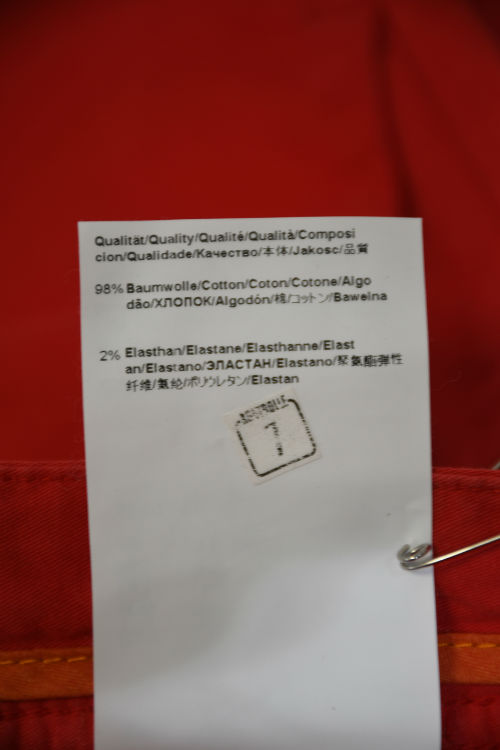 Qualität/Quality/Qualité/Qualità/Composi
cion/Qualidade/Качество/本体/Jakosc/品質
98% Baumwolle/Cotton/Coton/Cotone/Algo
dão/ХЛОПОК/Algodón/棉/コットン/Bawelna
2% Elasthan/Elastane/Elasthanne/Elast
an/Elastano/ЭЛАСТАН/Elastano/聚氨酯弹性
纤维/氨纶/ポリウレタン/Elastan
7